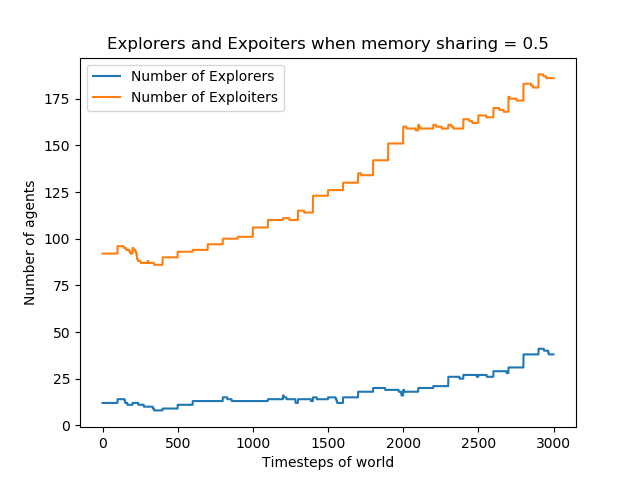 Explorers and Expoiters when memory sharing = 0.5
Number of Explorers
Number of Exploiters
175
150
125
100
75
50
25
0
Number of agents
0 500 1000 1500 2000 2500 3000
Timesteps of world